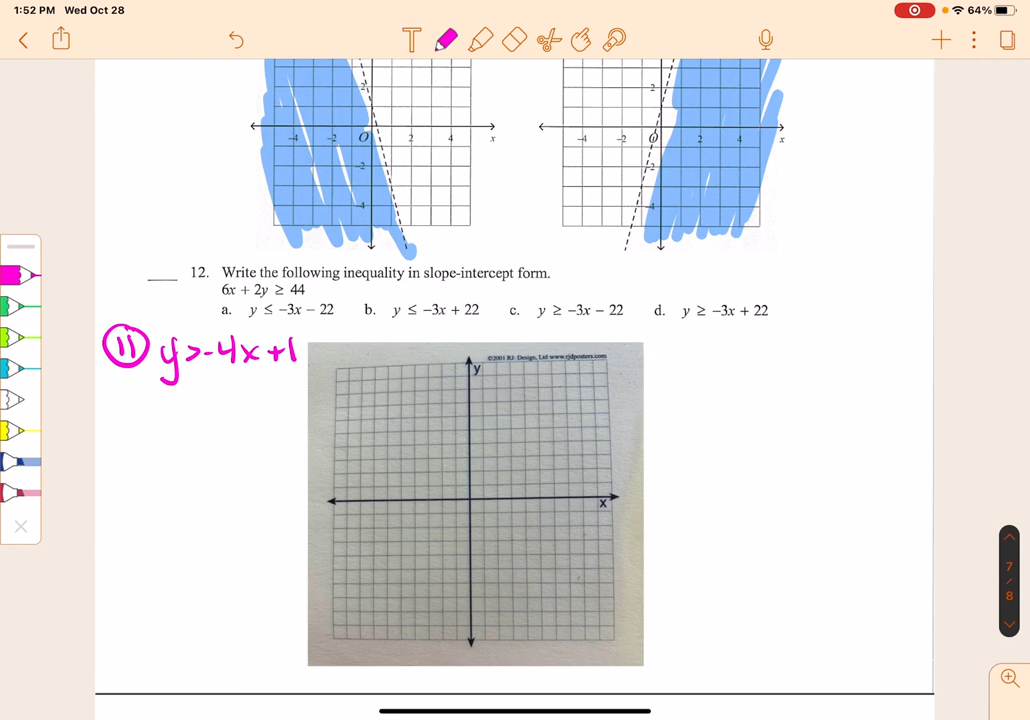 1:52 PM Wed Oct 28
64%
2
2
-4 -2 O 2 4 x
-4 -2 O 2 4 x
-2
-2
-4
-4
12. Write the following inequality in slope-intercept form.
6x + 2y ≥ 44
a. y ≤ −3x − 22 b. y ≤ −3x + 22 c. y ≥ −3x − 22 d. y ≥ −3x + 22
11 y>-4x+1
©2001 RJ Design, Ltd www.rjdposters.com
y
x
7
/
8